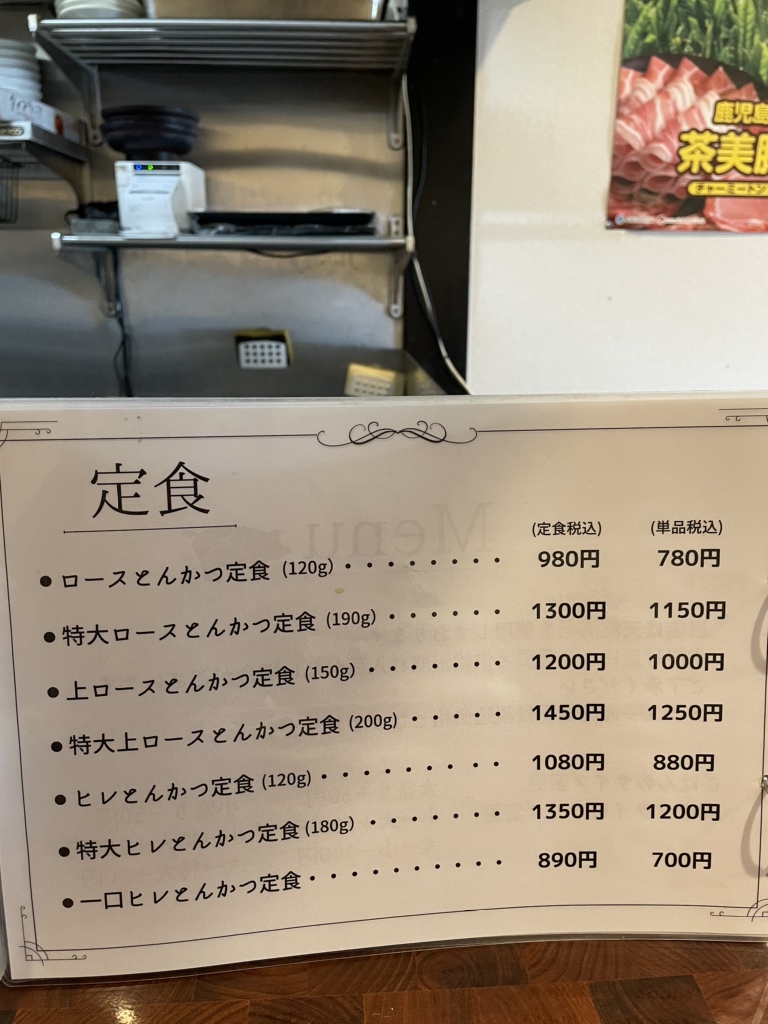 鹿児島
茶美豚
チャーミートン
定食
(定食税込) (単品税込)
●ロースとんかつ定食 (120g)・・・・・・・・・ 980円 780円
●特大ロースとんかつ定食 (190g)・・・・・・ 1300円 1150円
●上ロースとんかつ定食 (150g)・・・・・・・ 1200円 1000円
●特大上ロースとんかつ定食 (200g)・・・・・ 1450円 1250円
●ヒレとんかつ定食 (120g)・・・・・・・・・ 1080円 880円
●特大ヒレとんかつ定食 (180g)・・・・・・・ 1350円 1200円
●一口ヒレとんかつ定食・・・・・・・・・・ 890円 700円